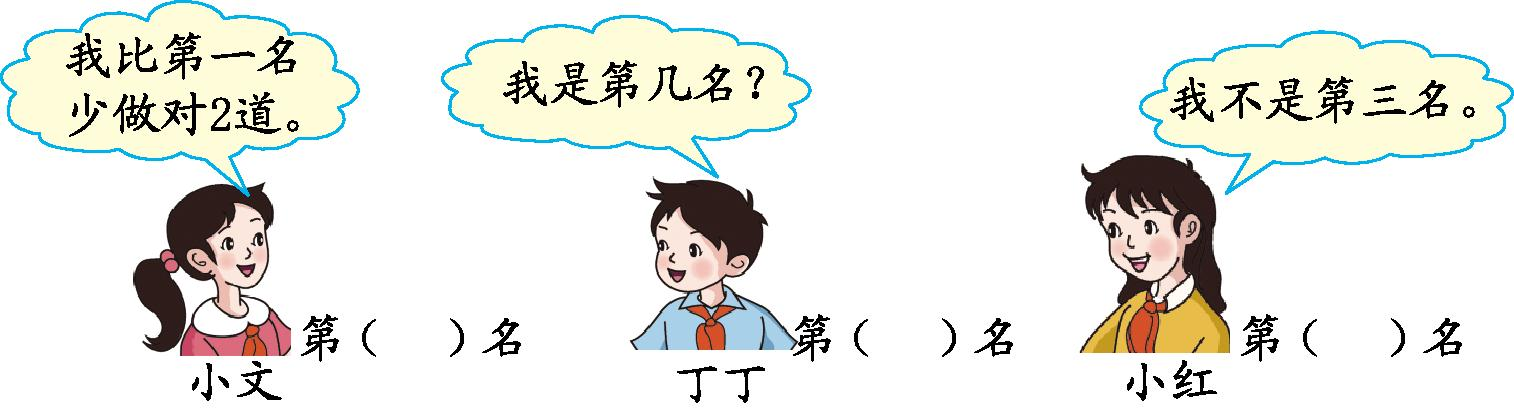 我比第一名
少做对2道。
我是第几名？
我不是第三名。
第（ ）名
第（ ）名
第（ ）名
小文
丁丁
小红